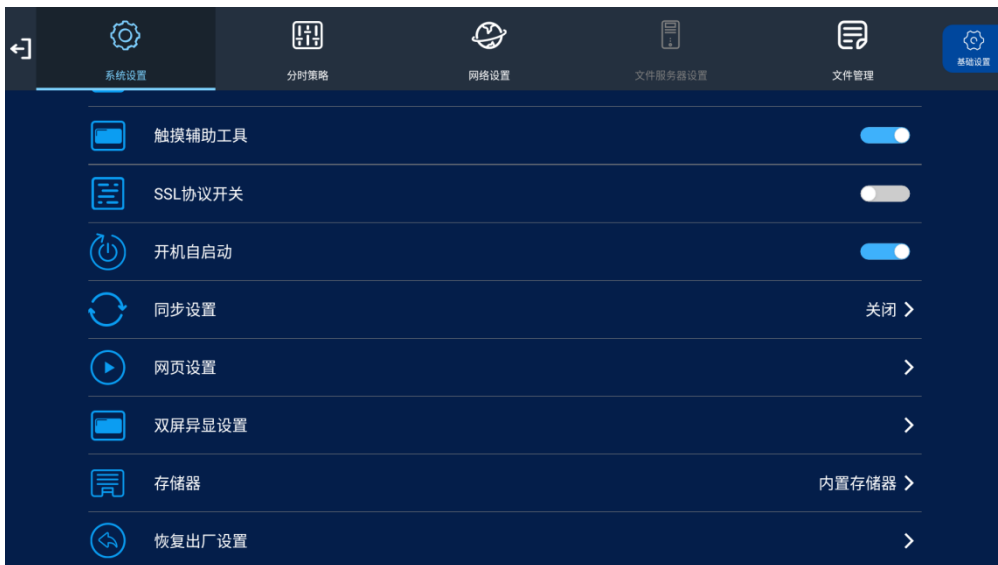 系统设置
分时策略
网络设置
文件服务器设置
文件管理
基础设置
触摸辅助工具
SSL协议开关
开机自启动
同步设置 关闭
网页设置
双屏异显设置
存储器 内置存储器
恢复出厂设置